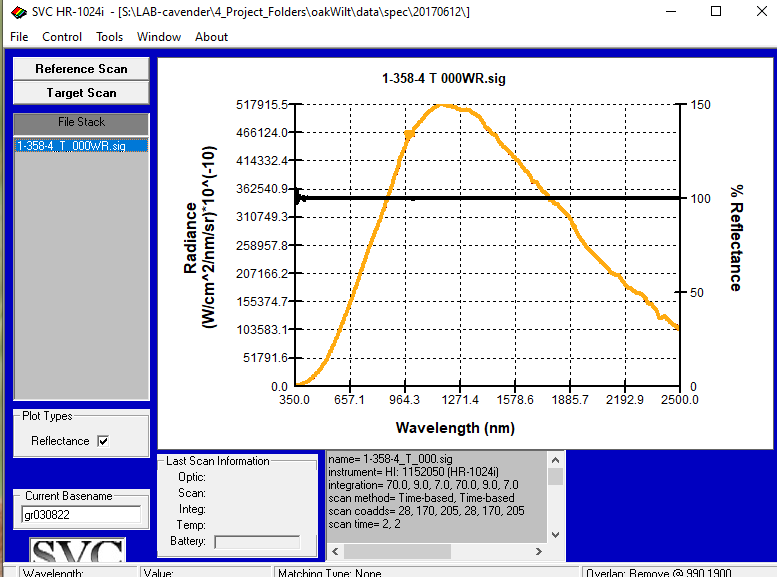 SVC HR-1024i - [S:\LAB-cavender\4_Project_Folders\oakWilt\data\spec\20170612\]
File Control Tools Window About
Reference Scan
Target Scan
File Stack
1-358-4_T_000WR.sig
Plot Types
Reflectance
Current Basename
gr030822
SVC
1-358-4 T 000WR.sig
517915.5
466124.0
414332.4
362540.9
310749.3
258957.8
207166.2
155374.7
103583.1
51791.6
0.0
Radiance
(W/cm^2/nm/sr)*10^(-10)
150
100
50
0
% Reflectance
350.0 657.1 964.3 1271.4 1578.6 1885.7 2192.9 2500.0
Wavelength (nm)
Last Scan Information
Optic:
Scan:
Integ:
Temp:
Battery:
name= 1-358-4_T_000.sig
instrument= HI: 1152050 (HR-1024i)
integration= 70.0, 9.0, 7.0, 70.0, 9.0, 7.0
scan method= Time-based, Time-based
scan coadds= 28, 170, 205, 28, 170, 205
scan time= 2, 2
Wavelength: Value: Matching Type: None Overlap: Remove @ 990,1900